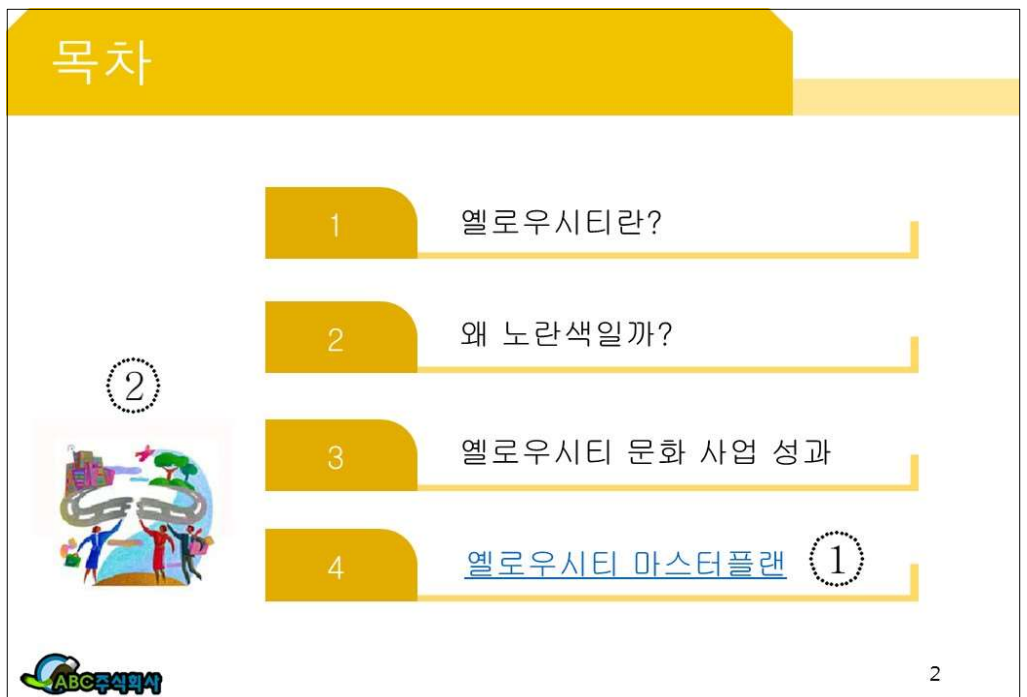 목차
1 옐로우시티란?
2 왜 노란색일까?
②
3 옐로우시티 문화 사업 성과
4 옐로우시티 마스터플랜 ①
ABC주식회사
2